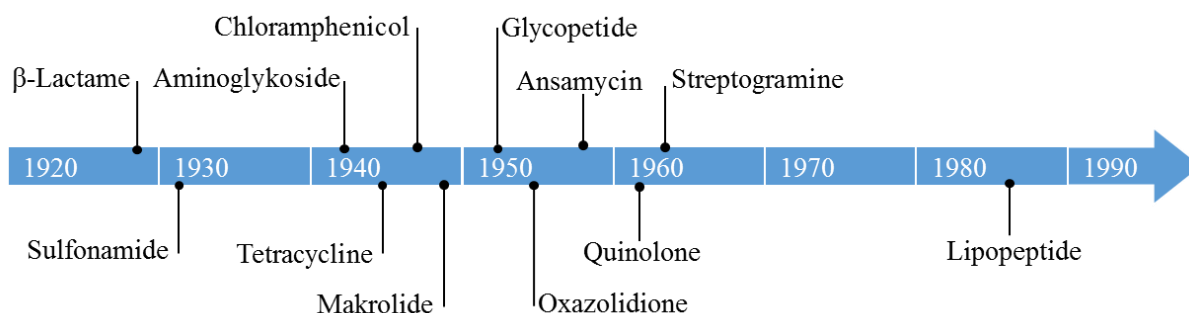 Chloramphenicol
Glycopetide
β-Lactame
Aminoglykoside
Ansamycin
Streptogramine
1920 1930 1940 1950 1960 1970 1980 1990
Sulfonamide
Tetracycline
Quinolone
Lipopeptide
Makrolide
Oxazolidione